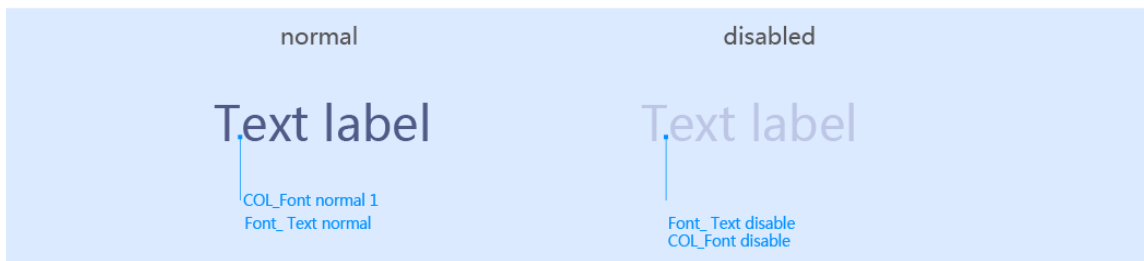 normal
disabled
Text label
Text label
COL_Font normal 1
Font_ Text normal
Font_ Text disable
COL_Font disable